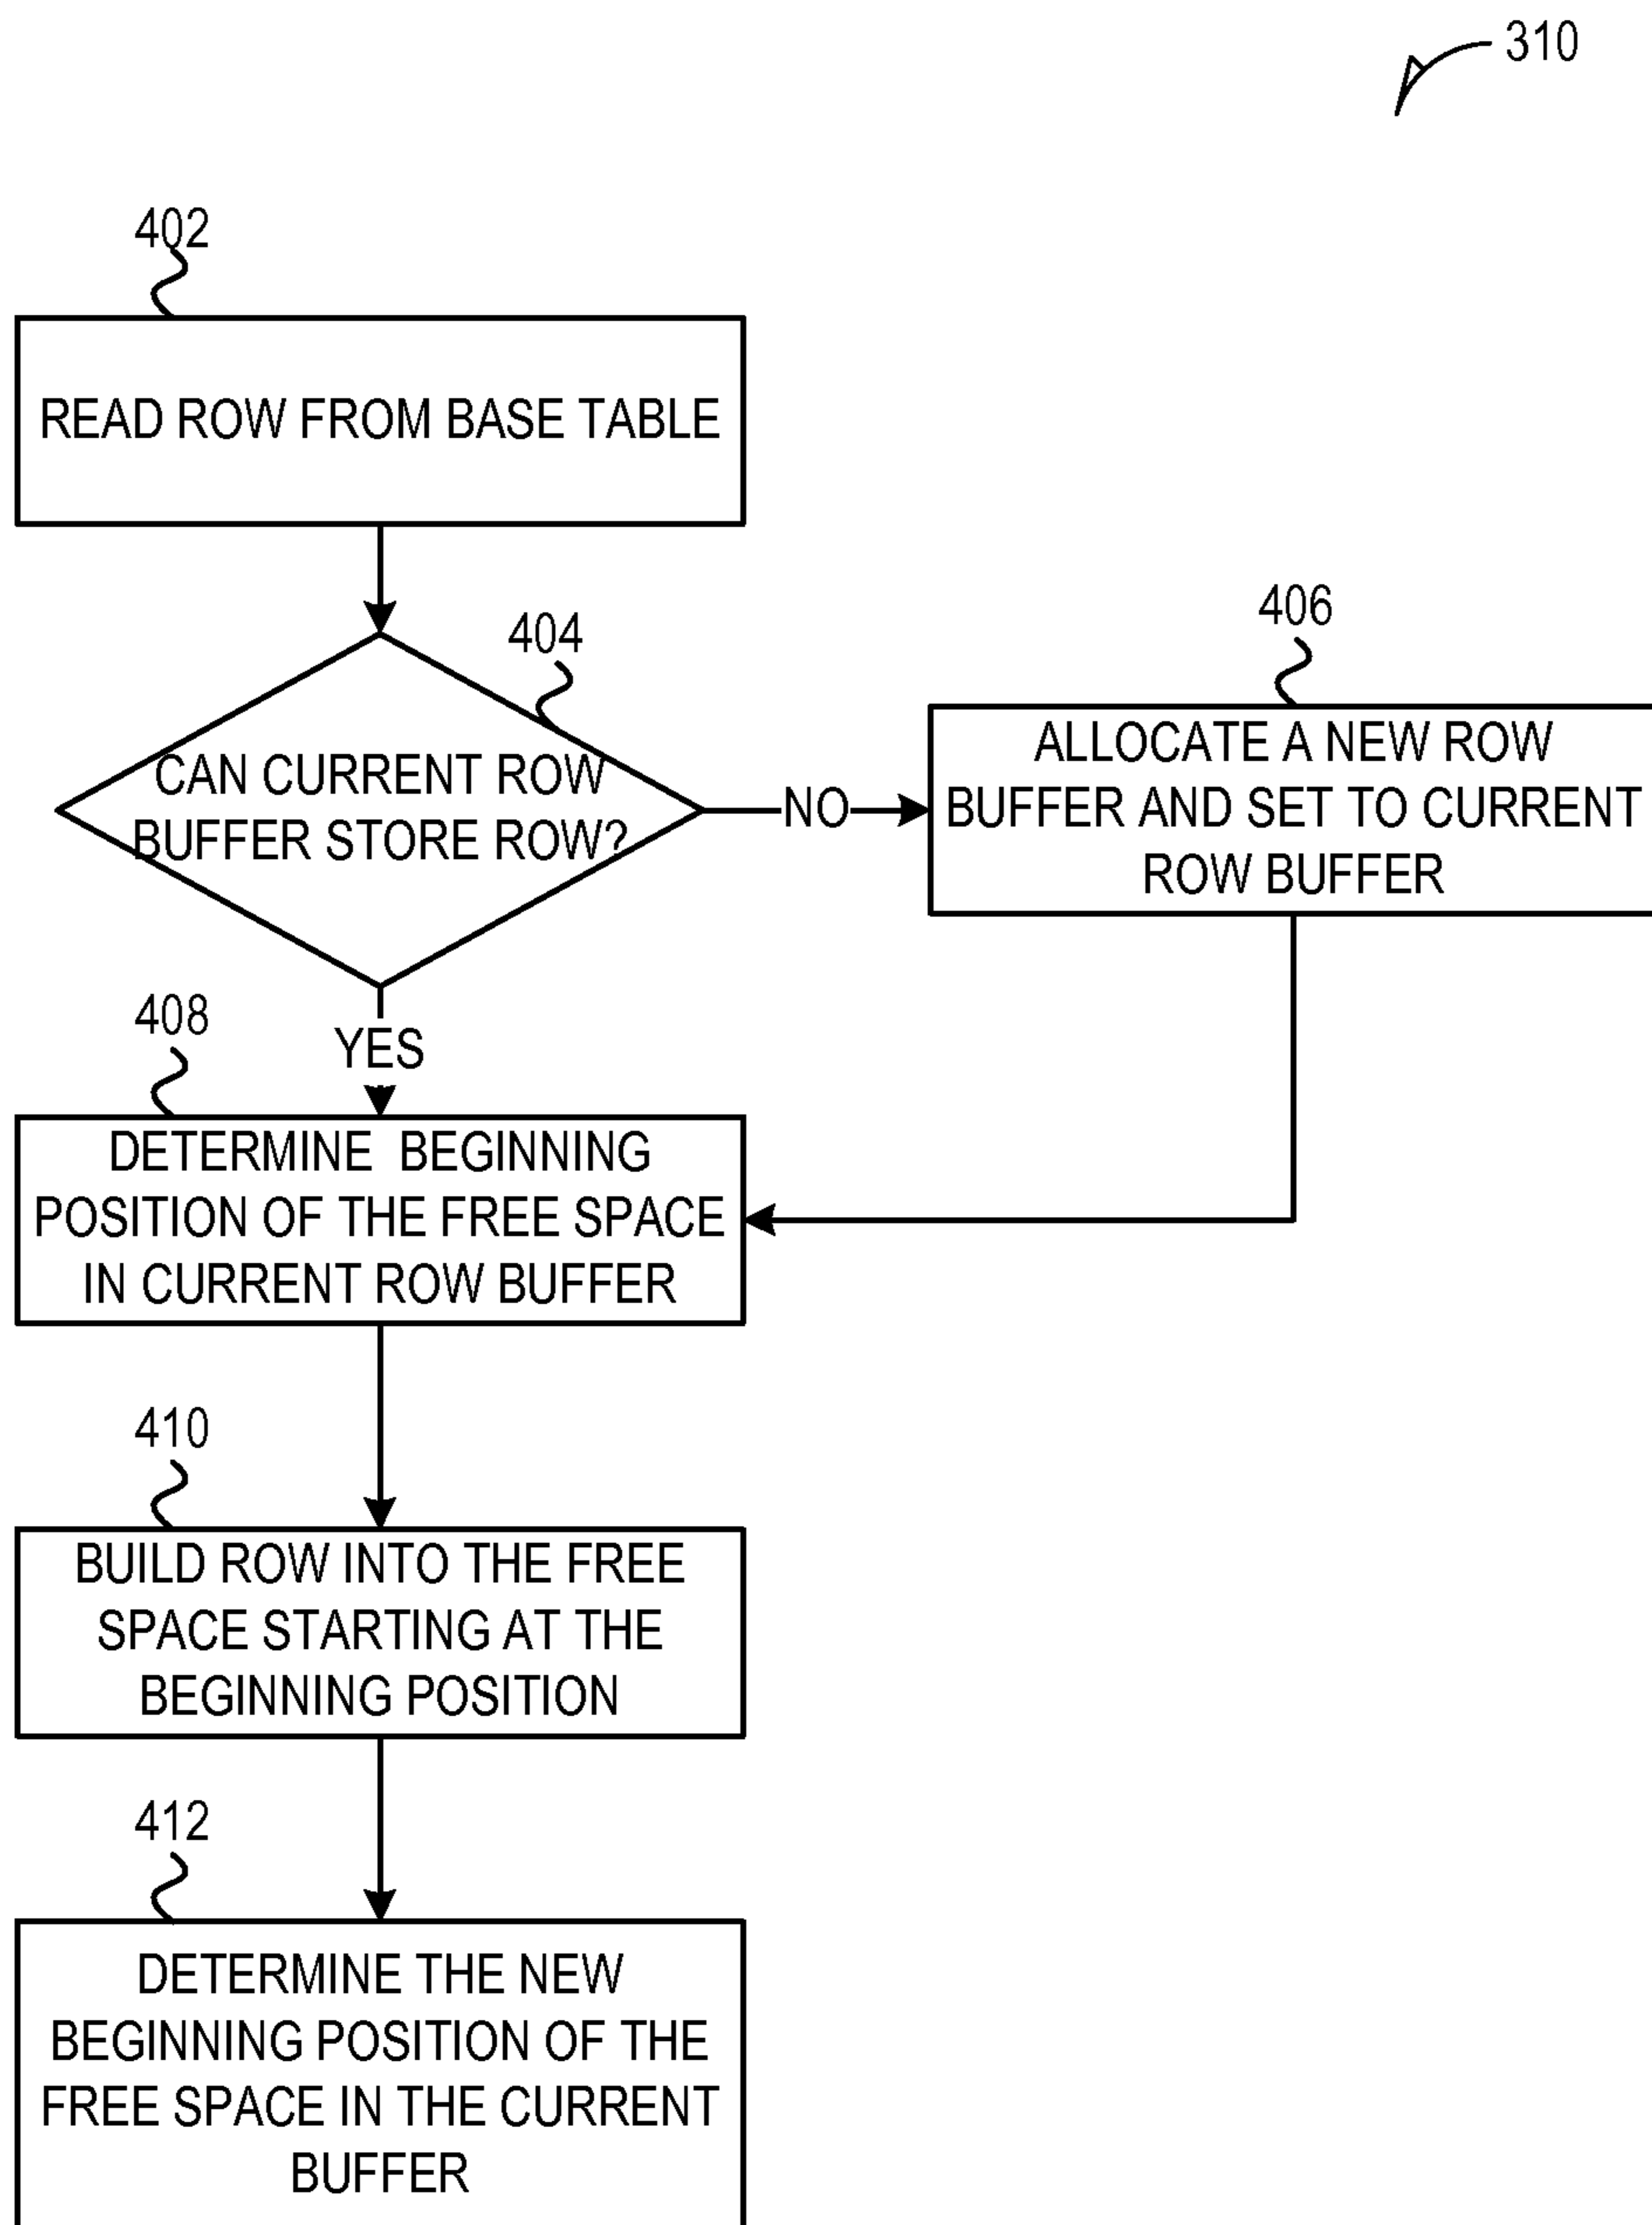 310
402
READ ROW FROM BASE TABLE
404
CAN CURRENT ROW
BUFFER STORE ROW?
NO
406
ALLOCATE A NEW ROW
BUFFER AND SET TO CURRENT
ROW BUFFER
YES
408
DETERMINE BEGINNING
POSITION OF THE FREE SPACE
IN CURRENT ROW BUFFER
410
BUILD ROW INTO THE FREE
SPACE STARTING AT THE
BEGINNING POSITION
412
DETERMINE THE NEW
BEGINNING POSITION OF THE
FREE SPACE IN THE CURRENT
BUFFER